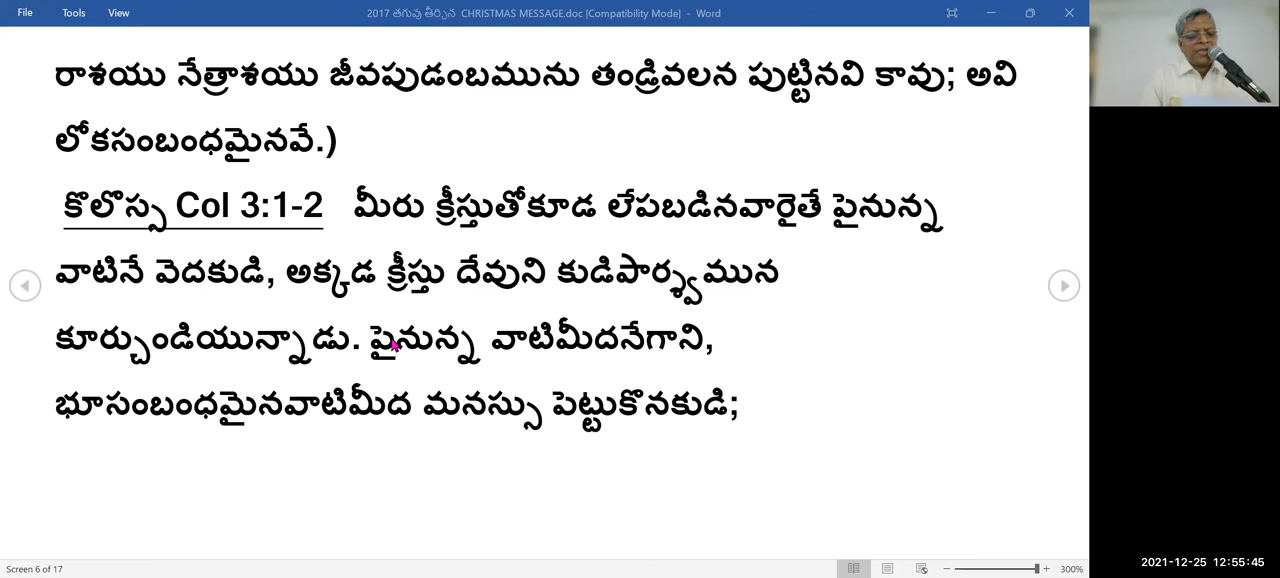 File Tools View 2017 తగువు తీర్చిన CHRISTMAS MESSAGE.doc [Compatibility Mode] - Word
రాశయు నేత్రాశయు జీవపుడంబమును తండ్రివలన పుట్టినవి కావు; అవి
లోకసంబంధమైనవే.)
కొలొస్స Col 3:1-2 మీరు క్రీస్తుతోకూడ లేపబడినవారైతే పైనున్న
వాటినే వెదకుడి, అక్కడ క్రీస్తు దేవుని కుడిపార్శ్వమున
కూర్చుండియున్నాడు. పైనున్న వాటిమీదనేగాని,
భూసంబంధమైనవాటిమీద మనస్సు పెట్టుకొనకుడి;
2021-12-25 12:55:45
Screen 6 of 17 300%